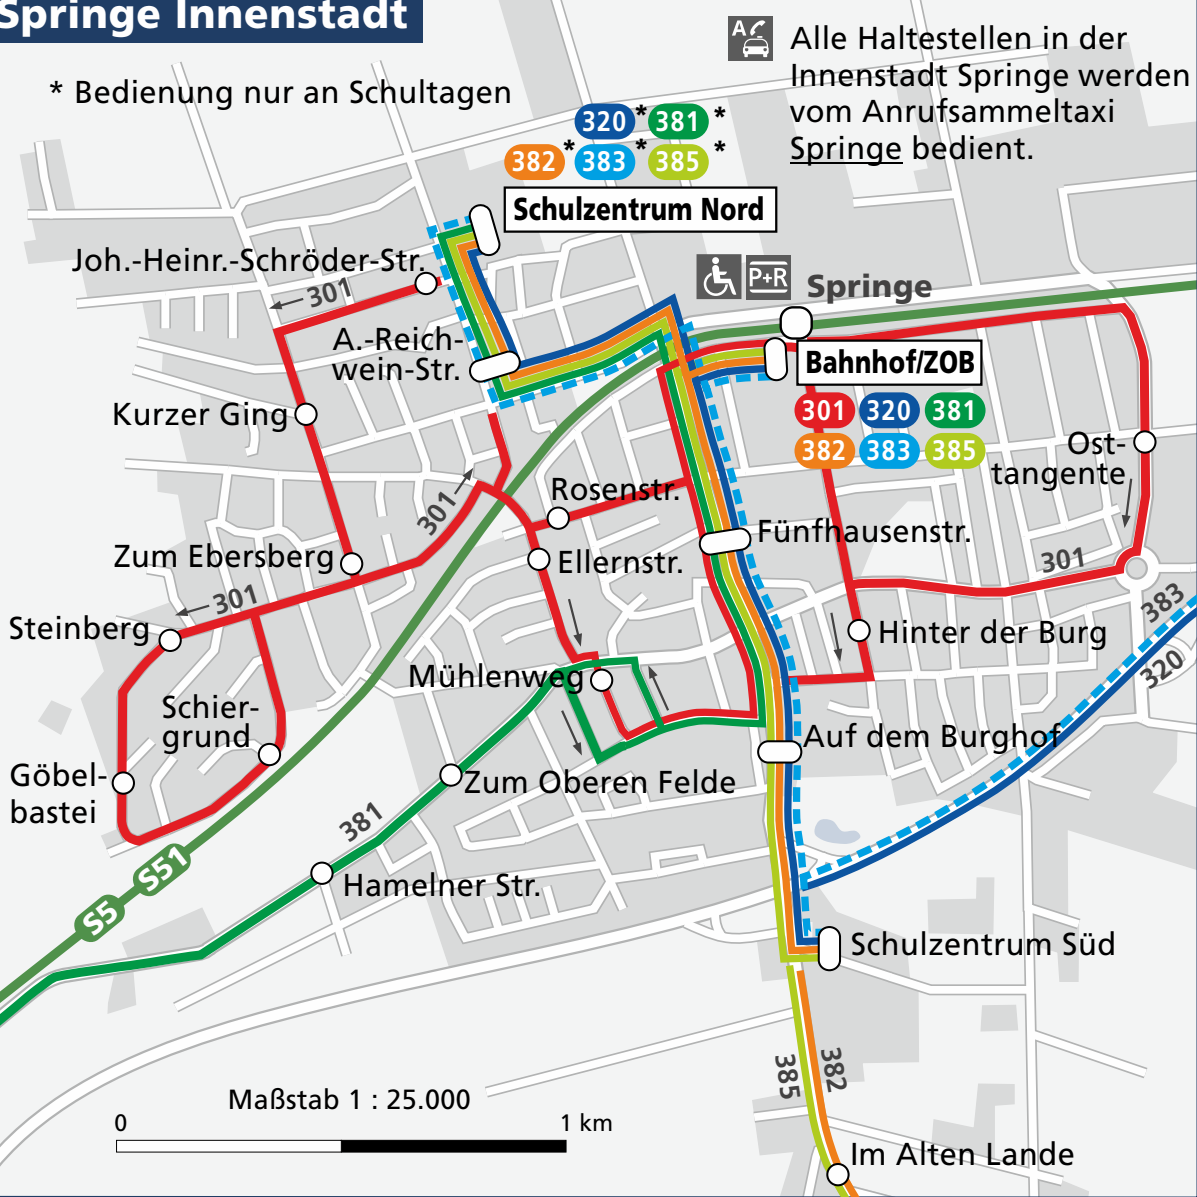 Springe Innenstadt
* Bedienung nur an Schultagen
A
Alle Haltestellen in der
Innenstadt Springe werden
vom Anrufsammeltaxi
Springe bedient.
320* 381*
382* 383* 385*
Schulzentrum Nord
Joh.-Heinr.-Schröder-Str.
301
A.-Reich-
wein-Str.
P+R
Springe
Bahnhof/ZOB
301 320 381
382 383 385
Kurzer Ging
Ost-
tangente
301
Rosenstr.
Fünfhausenstr.
Zum Ebersberg
Ellernstr.
301
301
383
320
Steinberg
Hinter der Burg
Mühlenweg
Schier-
grund
Auf dem Burghof
Göbel-
bastei
Zum Oberen Felde
381
S51
S5
Hamelner Str.
Schulzentrum Süd
385
382
Maßstab 1 : 25.000
0
1 km
Im Alten Lande